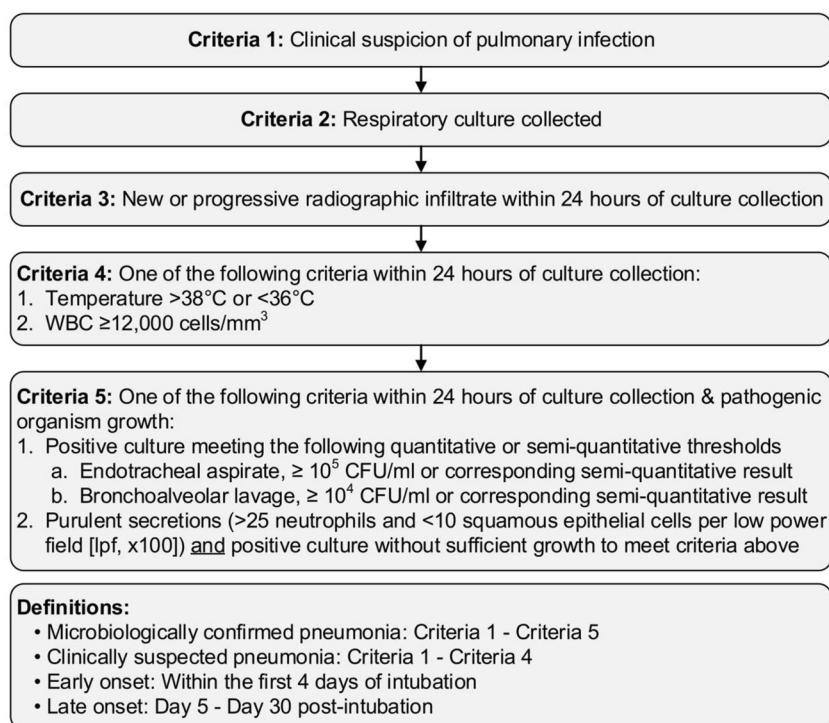 Criteria 1: Clinical suspicion of pulmonary infection
Criteria 2: Respiratory culture collected
Criteria 3: New or progressive radiographic infiltrate within 24 hours of culture collection
Criteria 4: One of the following criteria within 24 hours of culture collection:
1. Temperature >38°C or <36°C
2. WBC ≥12,000 cells/mm³
Criteria 5: One of the following criteria within 24 hours of culture collection & pathogenic
organism growth:
1. Positive culture meeting the following quantitative or semi-quantitative thresholds
a. Endotracheal aspirate, ≥ 10⁵ CFU/ml or corresponding semi-quantitative result
b. Bronchoalveolar lavage, ≥ 10⁴ CFU/ml or corresponding semi-quantitative result
2. Purulent secretions (>25 neutrophils and <10 squamous epithelial cells per low power
field [lpf, x100]) and positive culture without sufficient growth to meet criteria above
Definitions:
• Microbiologically confirmed pneumonia: Criteria 1 - Criteria 5
• Clinically suspected pneumonia: Criteria 1 - Criteria 4
• Early onset: Within the first 4 days of intubation
• Late onset: Day 5 - Day 30 post-intubation